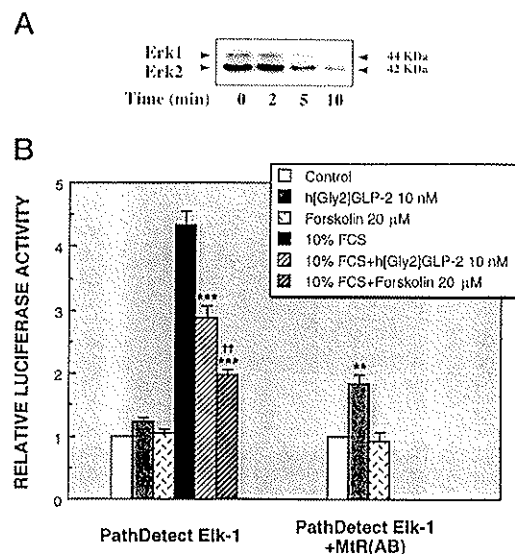 A
Erk1
44 KDa
Erk2
42 KDa
Time (min) 0 2 5 10
B
Control
h[Gly2]GLP-2 10 nM
Forskolin 20 µM
10% FCS
10% FCS+h[Gly2]GLP-2 10 nM
10% FCS+Forskolin 20 µM
RELATIVE LUCIFERASE ACTIVITY
5
4
3
2
1
0
***
††
***
**
PathDetect Elk-1
PathDetect Elk-1
+MtR(AB)